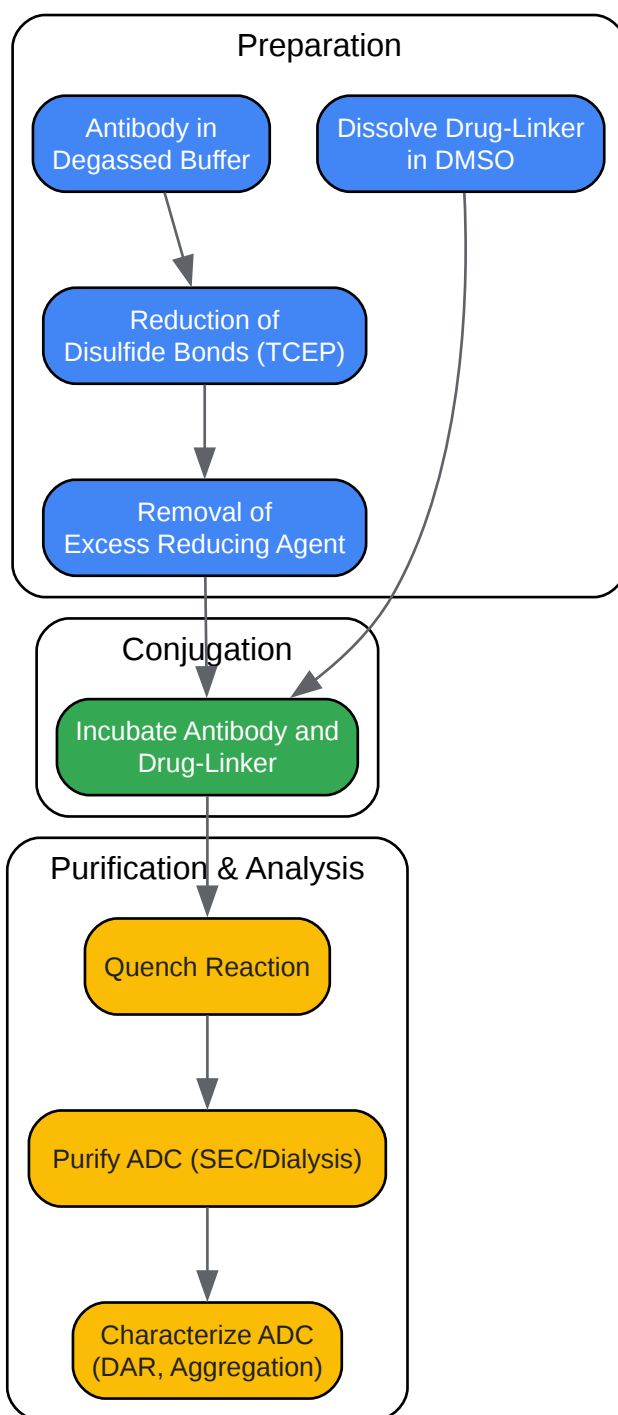 Preparation
Antibody in
Degassed Buffer
Dissolve Drug-Linker
in DMSO
Reduction of
Disulfide Bonds (TCEP)
Removal of
Excess Reducing Agent
Conjugation
Incubate Antibody and
Drug-Linker
Purification & Analysis
Quench Reaction
Purify ADC (SEC/Dialysis)
Characterize ADC
(DAR, Aggregation)